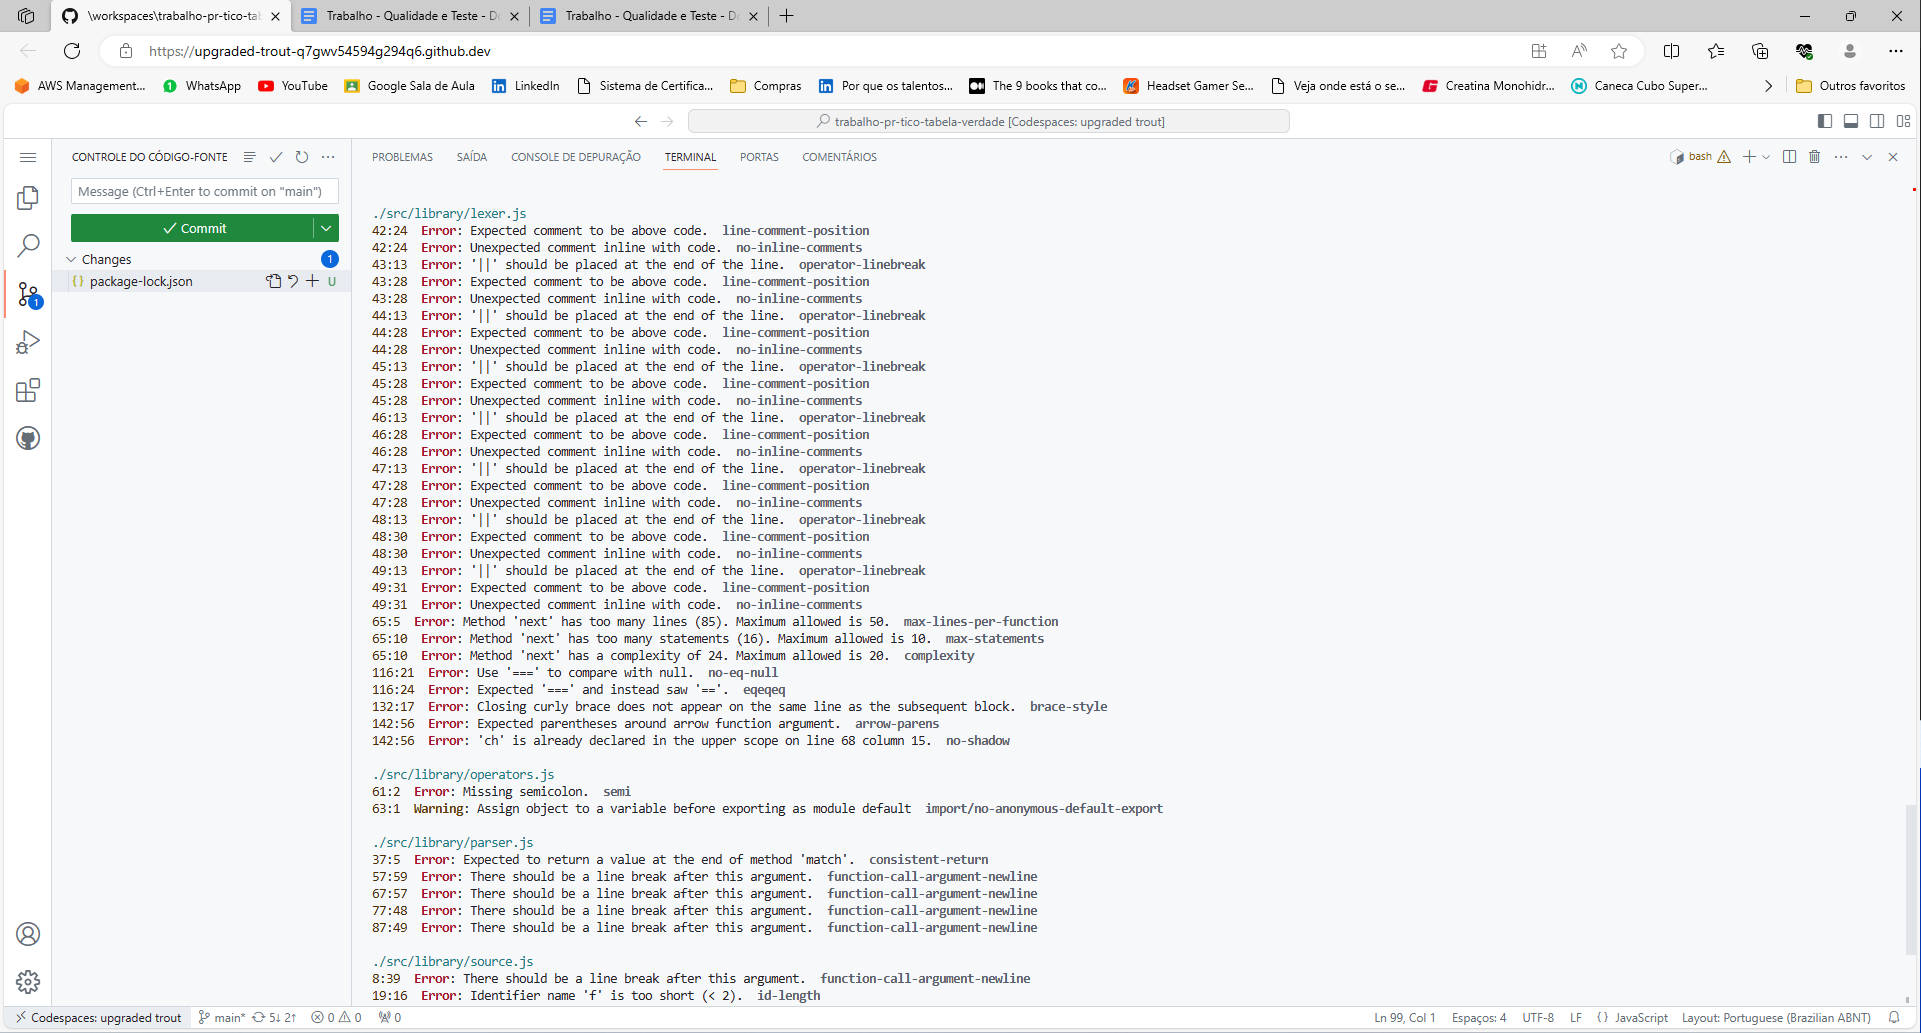 \workspaces\trabalho-pr-tico-tab
Trabalho - Qualidade e Teste - D
Trabalho - Qualidade e Teste - D
https://upgraded-trout-q7gwv54594g294q6.github.dev
AWS Management...
WhatsApp
YouTube
Google Sala de Aula
LinkedIn
Sistema de Certifica...
Compras
Por que os talentos...
The 9 books that co...
Headset Gamer Se...
Veja onde está o se...
Creatina Monohidr...
Caneca Cubo Super...
Outros favoritos
trabalho-pr-tico-tabela-verdade [Codespaces: upgraded trout]
CONTROLE DO CÓDIGO-FONTE
PROBLEMAS SAÍDA CONSOLE DE DEPURAÇÃO TERMINAL PORTAS COMENTÁRIOS
bash
Message (Ctrl+Enter to commit on "main")
Commit
Changes 1
{} package-lock.json U
1
./src/library/lexer.js
42:24 Error: Expected comment to be above code. line-comment-position
42:24 Error: Unexpected comment inline with code. no-inline-comments
43:13 Error: '||' should be placed at the end of the line. operator-linebreak
43:28 Error: Expected comment to be above code. line-comment-position
43:28 Error: Unexpected comment inline with code. no-inline-comments
44:13 Error: '||' should be placed at the end of the line. operator-linebreak
44:28 Error: Expected comment to be above code. line-comment-position
44:28 Error: Unexpected comment inline with code. no-inline-comments
45:13 Error: '||' should be placed at the end of the line. operator-linebreak
45:28 Error: Expected comment to be above code. line-comment-position
45:28 Error: Unexpected comment inline with code. no-inline-comments
46:13 Error: '||' should be placed at the end of the line. operator-linebreak
46:28 Error: Expected comment to be above code. line-comment-position
46:28 Error: Unexpected comment inline with code. no-inline-comments
47:13 Error: '||' should be placed at the end of the line. operator-linebreak
47:28 Error: Expected comment to be above code. line-comment-position
47:28 Error: Unexpected comment inline with code. no-inline-comments
48:13 Error: '||' should be placed at the end of the line. operator-linebreak
48:30 Error: Expected comment to be above code. line-comment-position
48:30 Error: Unexpected comment inline with code. no-inline-comments
49:13 Error: '||' should be placed at the end of the line. operator-linebreak
49:31 Error: Expected comment to be above code. line-comment-position
49:31 Error: Unexpected comment inline with code. no-inline-comments
65:5 Error: Method 'next' has too many lines (85). Maximum allowed is 50. max-lines-per-function
65:10 Error: Method 'next' has too many statements (16). Maximum allowed is 10. max-statements
65:10 Error: Method 'next' has a complexity of 24. Maximum allowed is 20. complexity
116:21 Error: Use '===' to compare with null. no-eq-null
116:24 Error: Expected '===' and instead saw '=='. eqeqeq
132:17 Error: Closing curly brace does not appear on the same line as the subsequent block. brace-style
142:56 Error: Expected parentheses around arrow function argument. arrow-parens
142:56 Error: 'ch' is already declared in the upper scope on line 68 column 15. no-shadow
./src/library/operators.js
61:2 Error: Missing semicolon. semi
63:1 Warning: Assign object to a variable before exporting as module default import/no-anonymous-default-export
./src/library/parser.js
37:5 Error: Expected to return a value at the end of method 'match'. consistent-return
57:59 Error: There should be a line break after this argument. function-call-argument-newline
67:57 Error: There should be a line break after this argument. function-call-argument-newline
77:48 Error: There should be a line break after this argument. function-call-argument-newline
87:49 Error: There should be a line break after this argument. function-call-argument-newline
./src/library/source.js
8:39 Error: There should be a line break after this argument. function-call-argument-newline
19:16 Error: Identifier name 'f' is too short (< 2). id-length
Codespaces: upgraded trout main* 5↓ 2↑ 0 0 0
Ln 99, Col 1 Espaços: 4 UTF-8 LF {} JavaScript Layout: Portuguese (Brazilian ABNT)